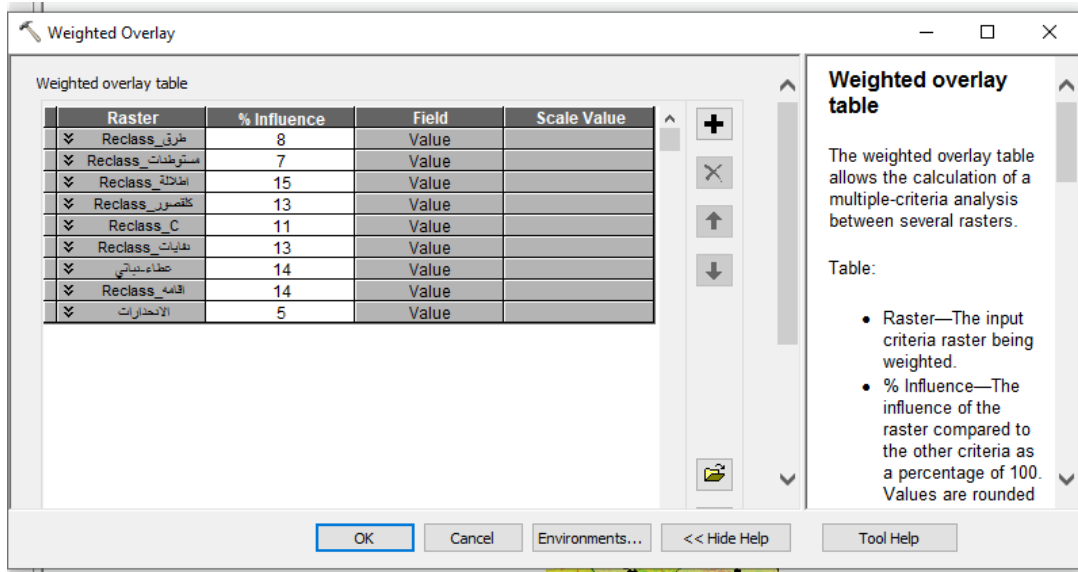 Weighted Overlay
Weighted overlay table
Raster % Influence Field Scale Value
Reclass_طرق 8 Value
Reclass_مستوطنات 7 Value
Reclass_اطلالة 15 Value
Reclass_كلقصور 13 Value
Reclass_C 11 Value
Reclass_نفايات 13 Value
عطاء_نباتي 14 Value
Reclass_اقامه 14 Value
الانحدارات 5 Value
Weighted overlay
table
The weighted overlay table
allows the calculation of a
multiple-criteria analysis
between several rasters.
Table:
• Raster—The input
criteria raster being
weighted.
• % Influence—The
influence of the
raster compared to
the other criteria as
a percentage of 100.
Values are rounded
OK Cancel Environments... << Hide Help Tool Help